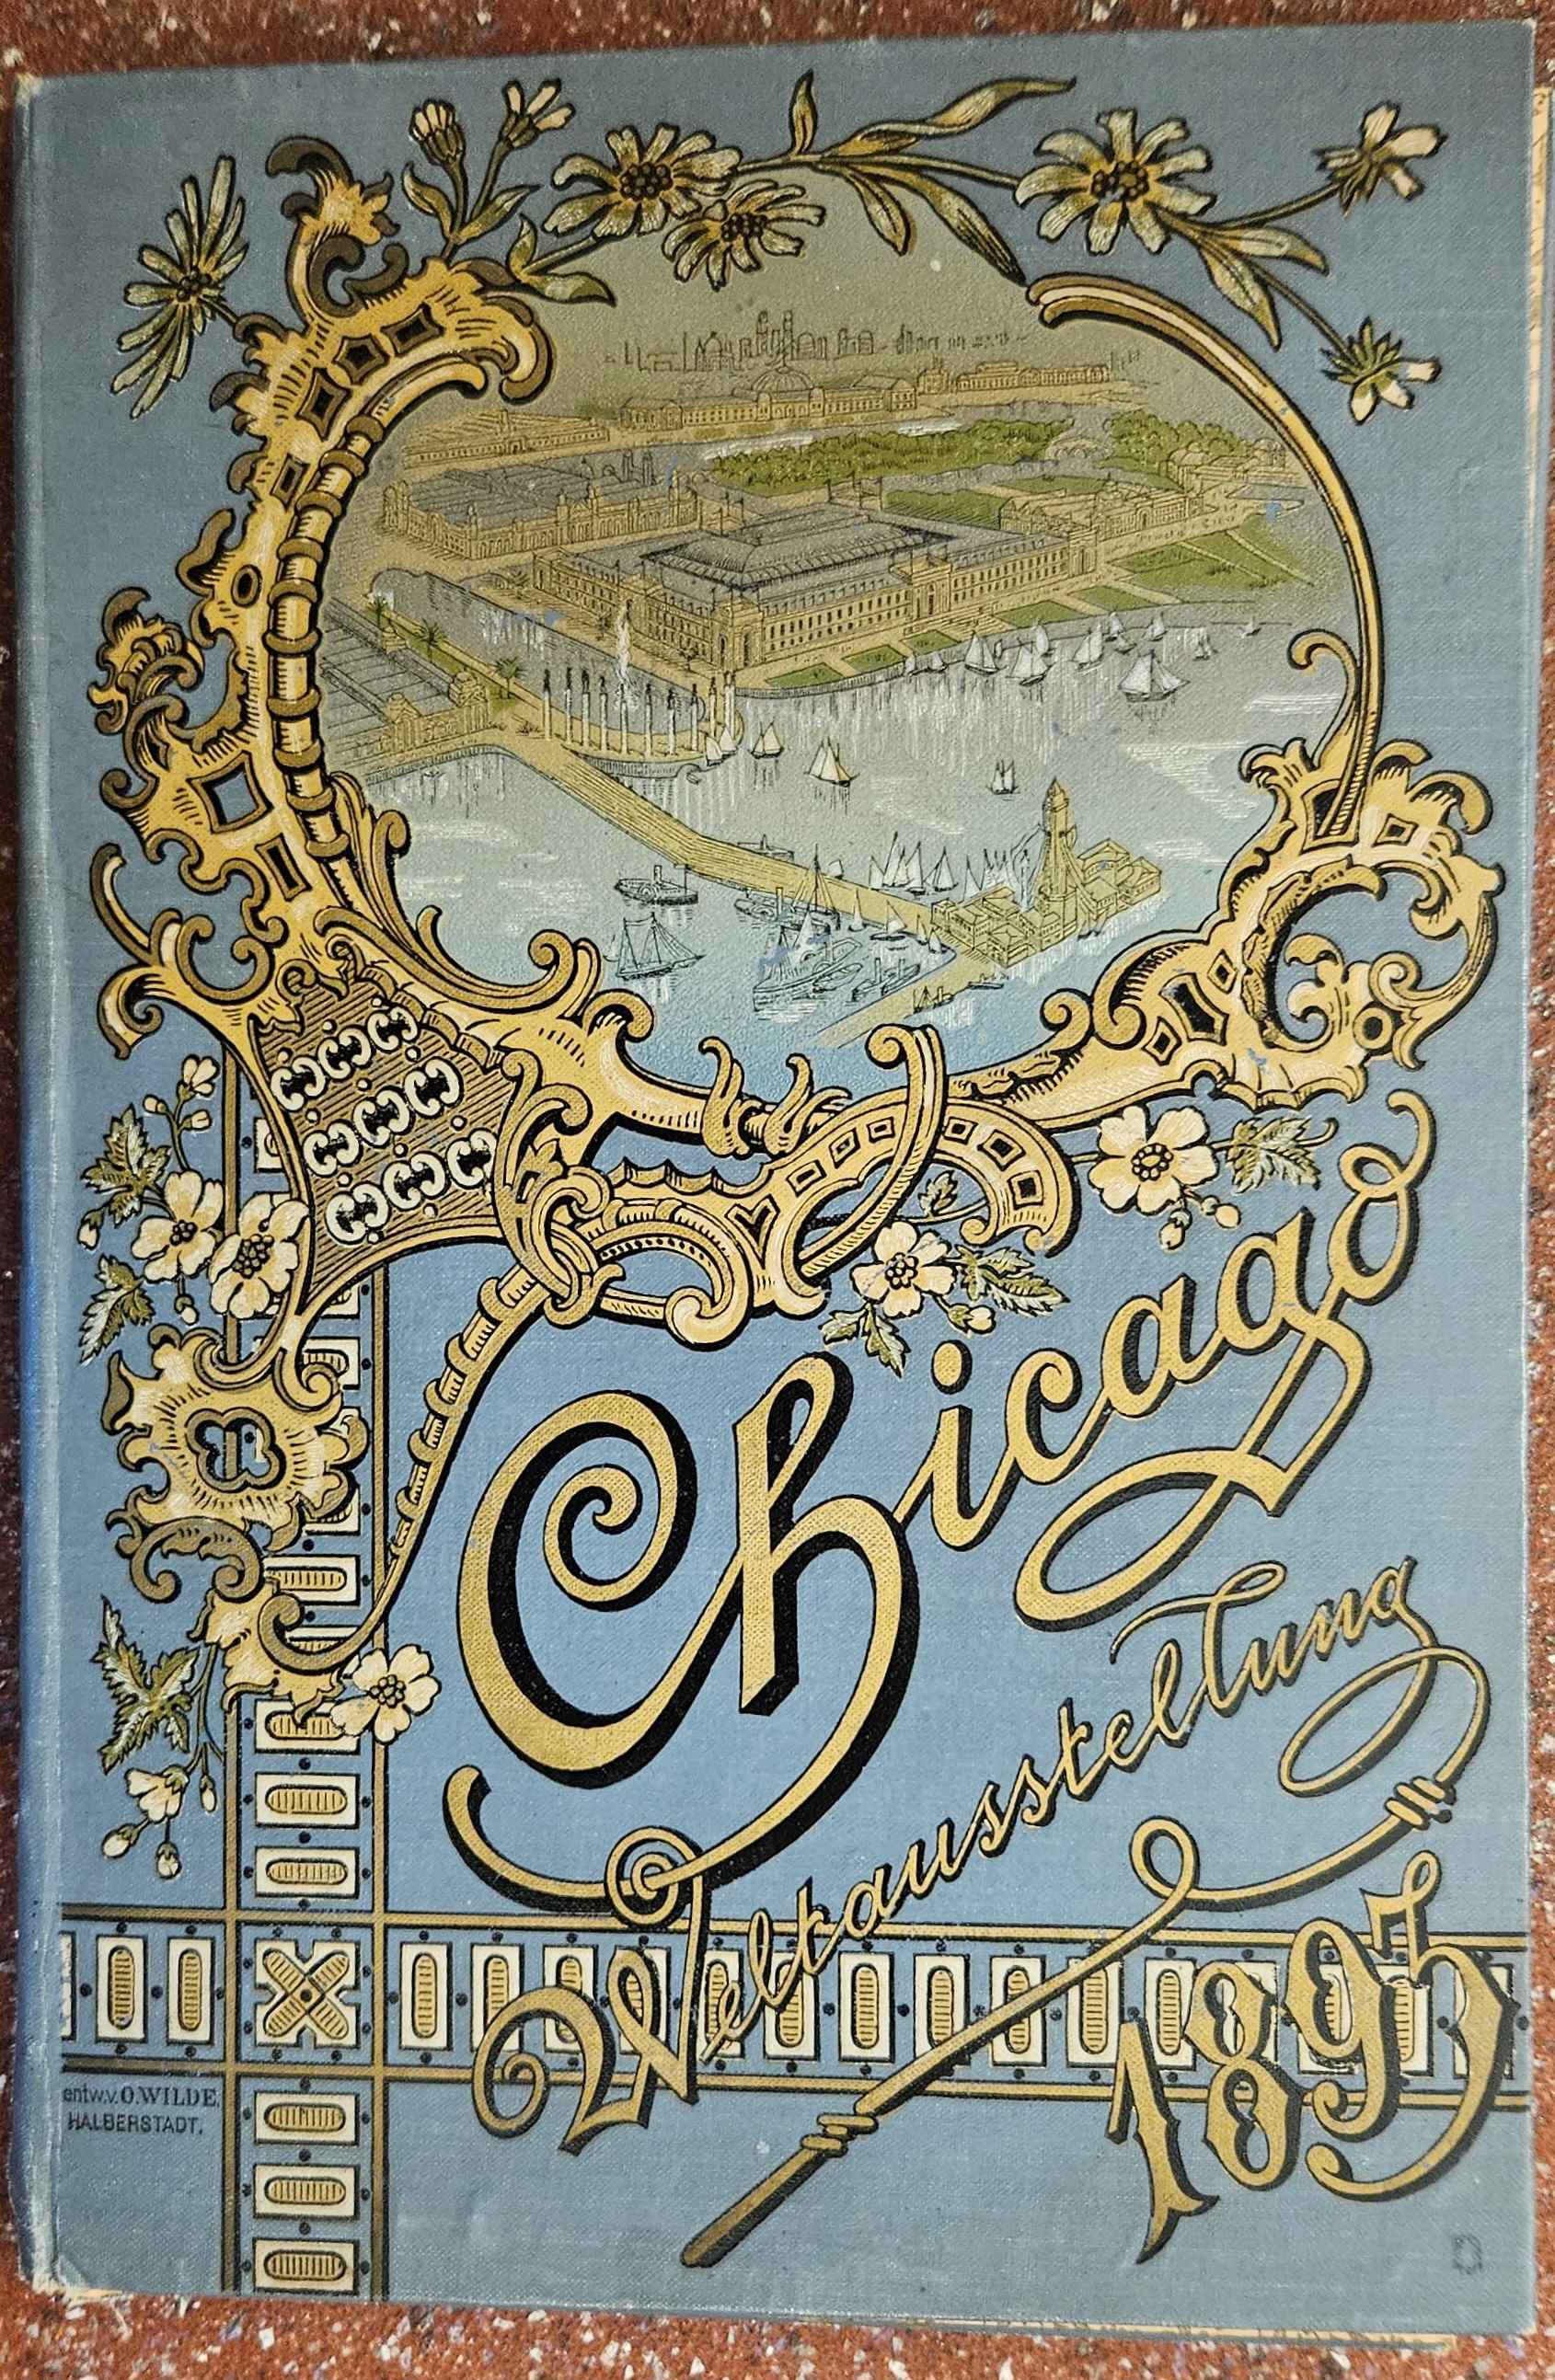 Chicago
Weltausstellung
1893
entw.v.O.WILDE.
HALBERSTADT.